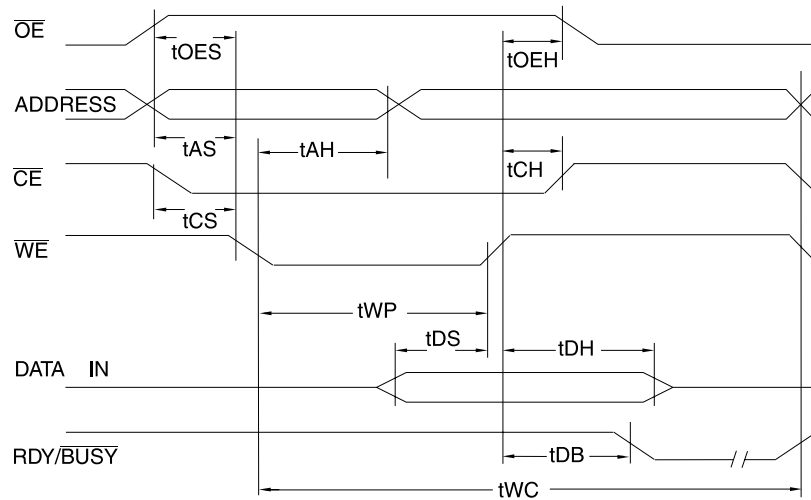 OE
tOES
tOEH
ADDRESS
tAS
tAH
tCH
CE
tCS
WE
tWP
tDS
tDH
DATA IN
RDY/BUSY
tDB
tWC